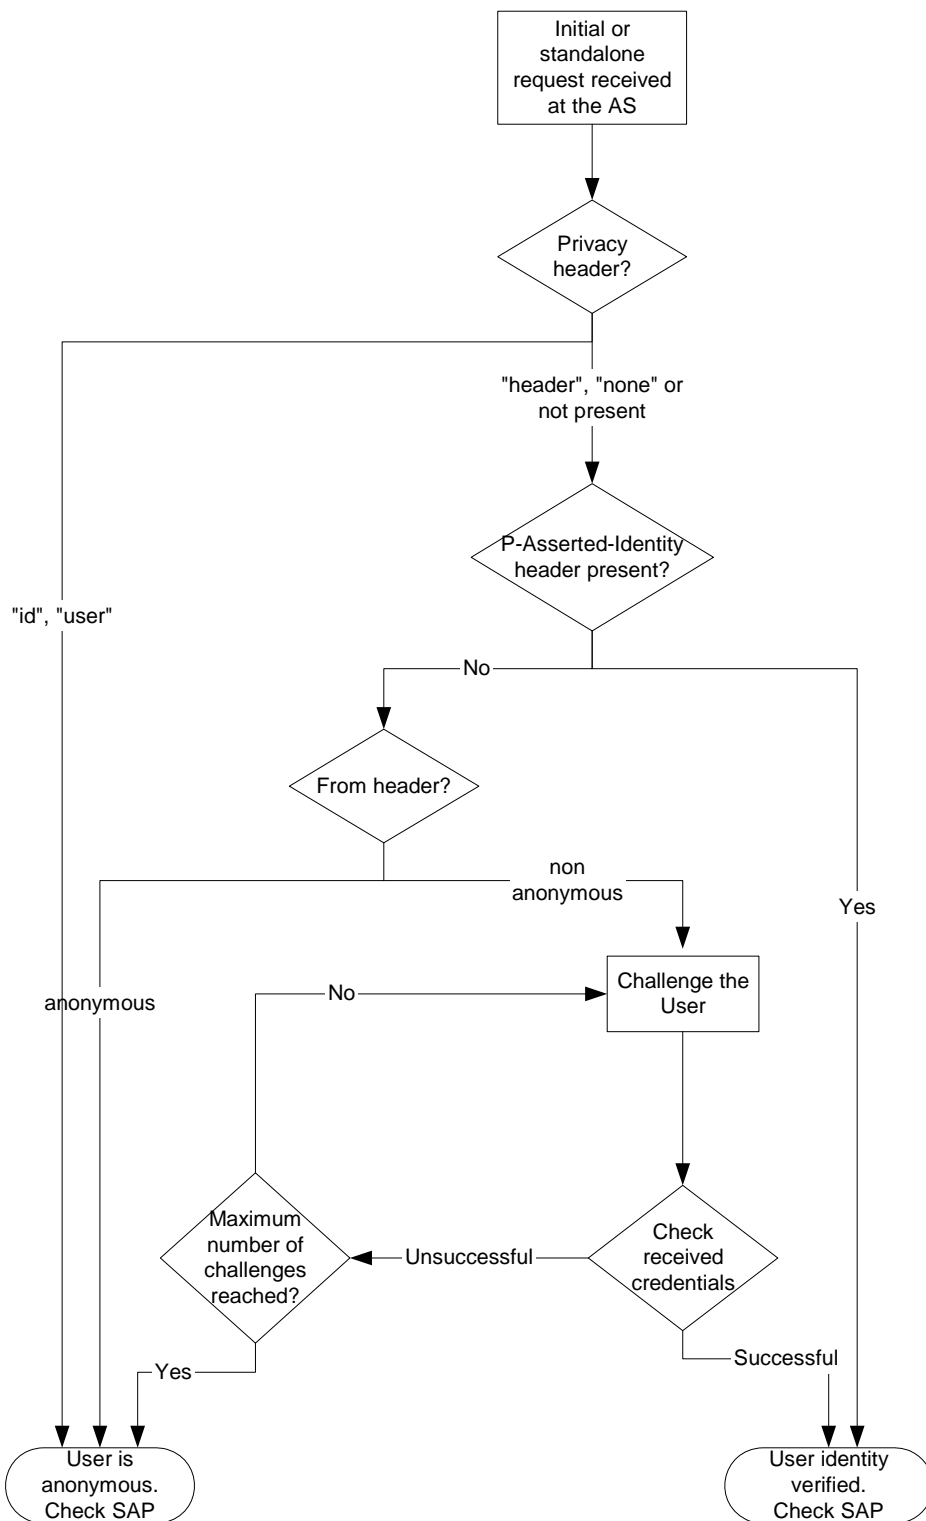 Initial or
standalone
request received
at the AS
Privacy
header?
"header", "none" or
not present
P-Asserted-Identity
header present?
"id", "user"
No
From header?
non
anonymous
Yes
anonymous
No
Challenge the
User
Maximum
number of
challenges
reached?
Unsuccessful
Check
received
credentials
Yes
Successful
User is
anonymous.
Check SAP
User identity
verified.
Check SAP